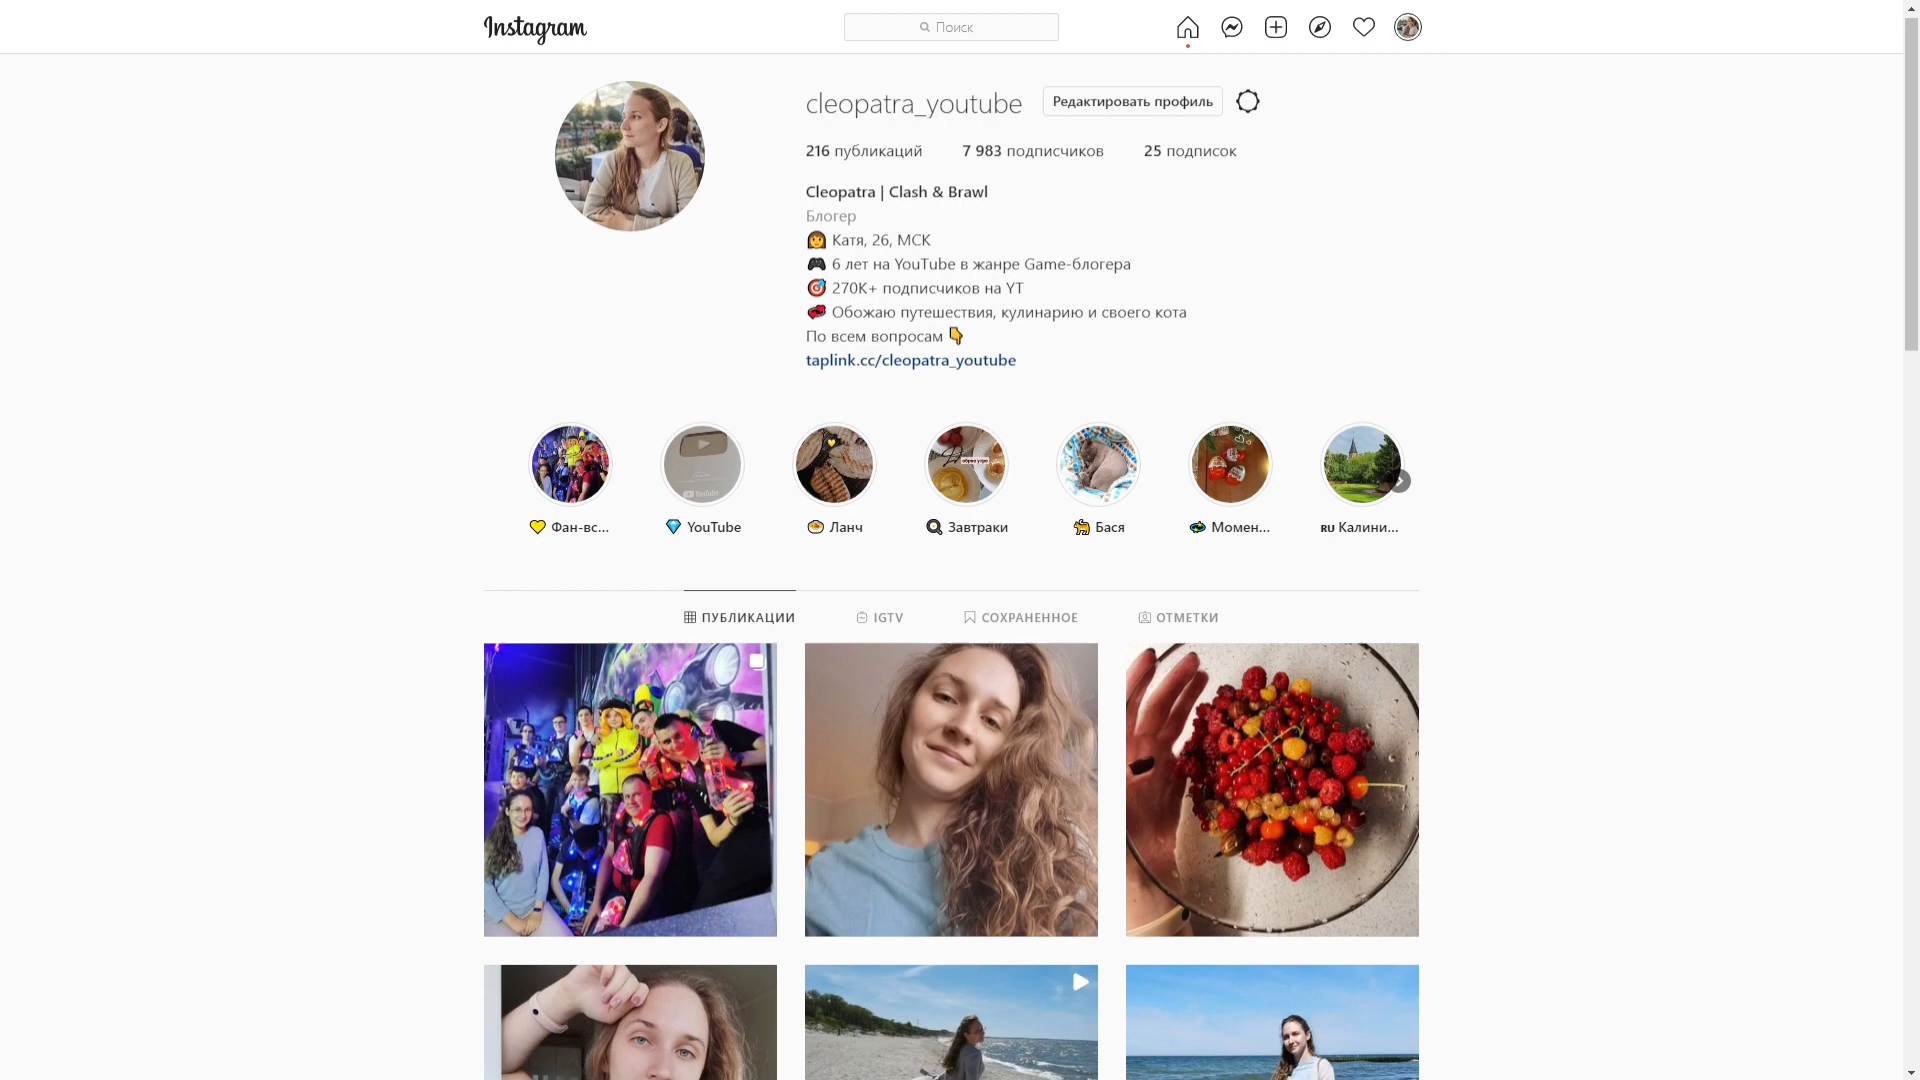 Instagram
Поиск
cleopatra_youtube
Редактировать профиль
216 публикаций 7 983 подписчиков 25 подписок
Cleopatra | Clash & Brawl
Блогер
Катя, 26, МСК
6 лет на YouTube в жанре Game-блогера
270K+ подписчиков на YT
Обожаю путешествия, кулинарию и своего кота
По всем вопросам
taplink.cc/cleopatra_youtube
YouTube
Фан-вс... YouTube Ланч Завтраки Бася Момен... RU Калини...
ПУБЛИКАЦИИ IGTV СОХРАНЕННОЕ ОТМЕТКИ